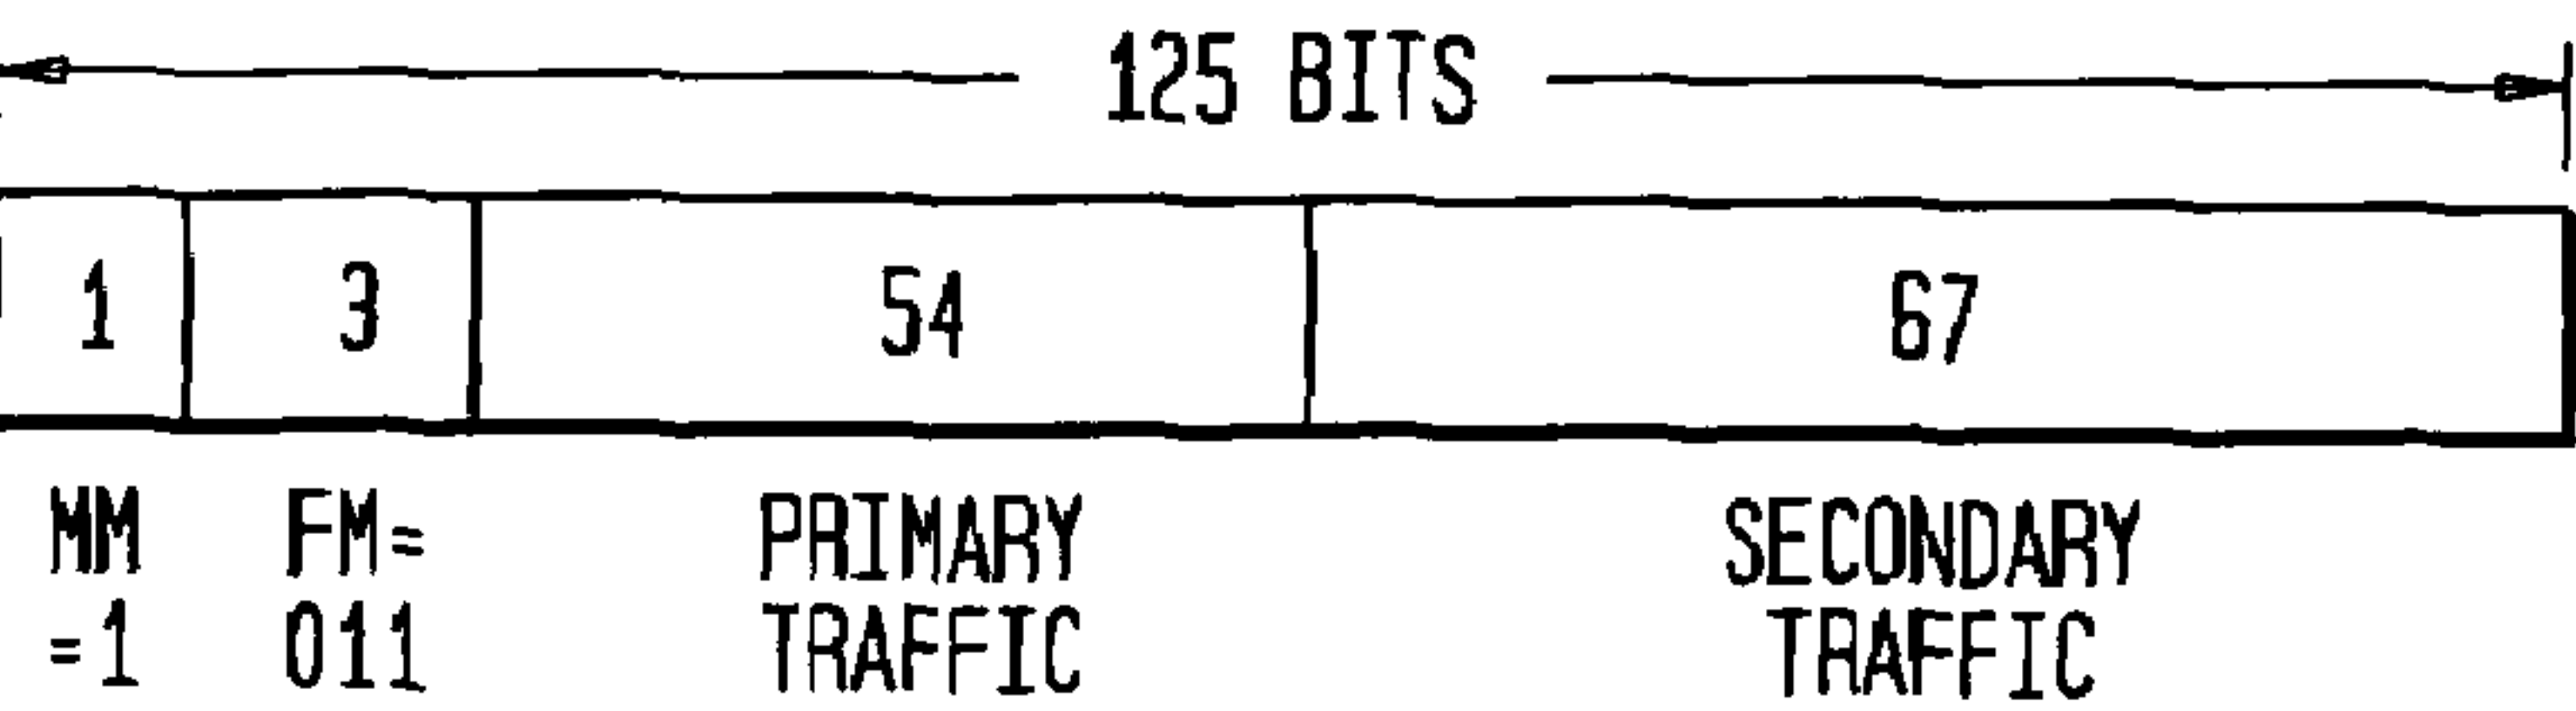 125 BITS
1 3 54 67
MM FM= PRIMARY SECONDARY
=1 011 TRAFFIC TRAFFIC